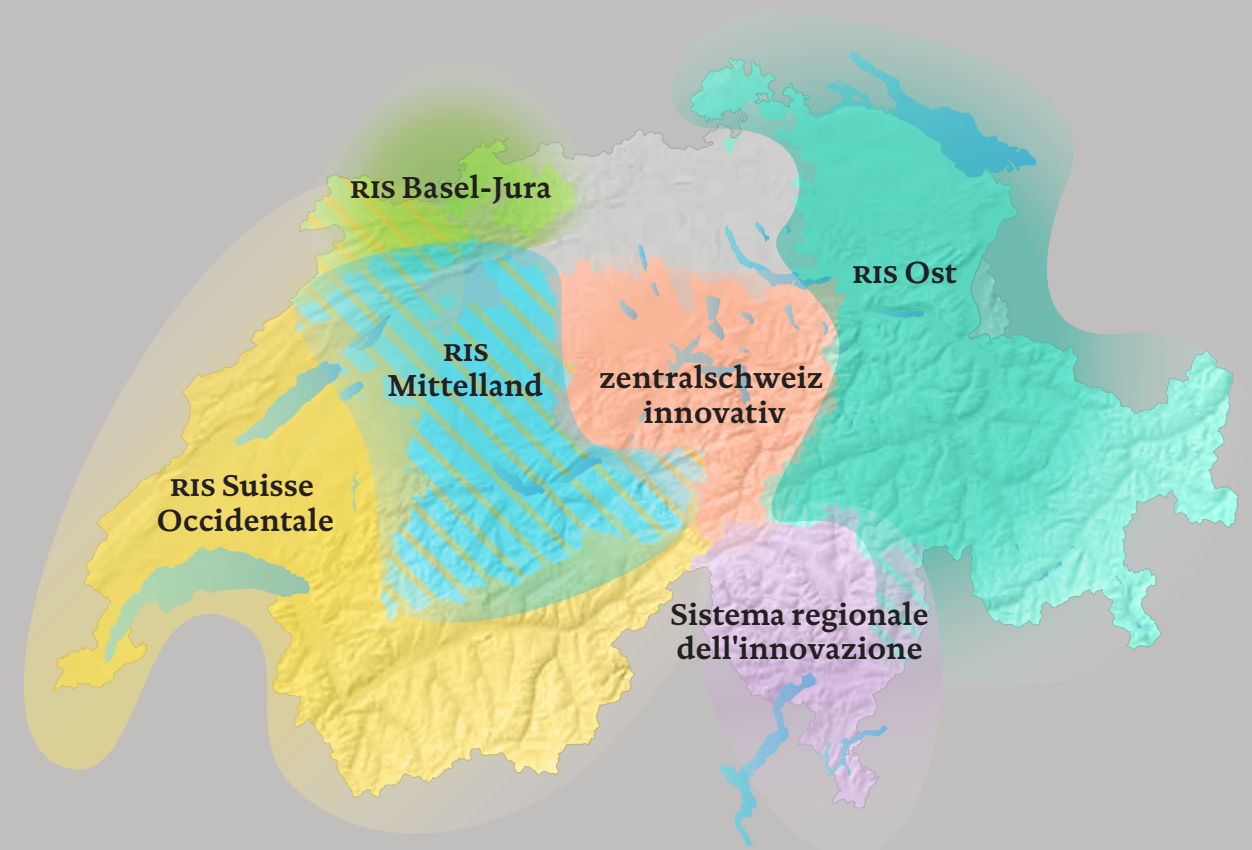 RIS Basel-Jura
RIS Ost
RIS
Mittelland
zentralschweiz
innovativ
RIS Suisse
Occidentale
Sistema regionale
dell'innovazione